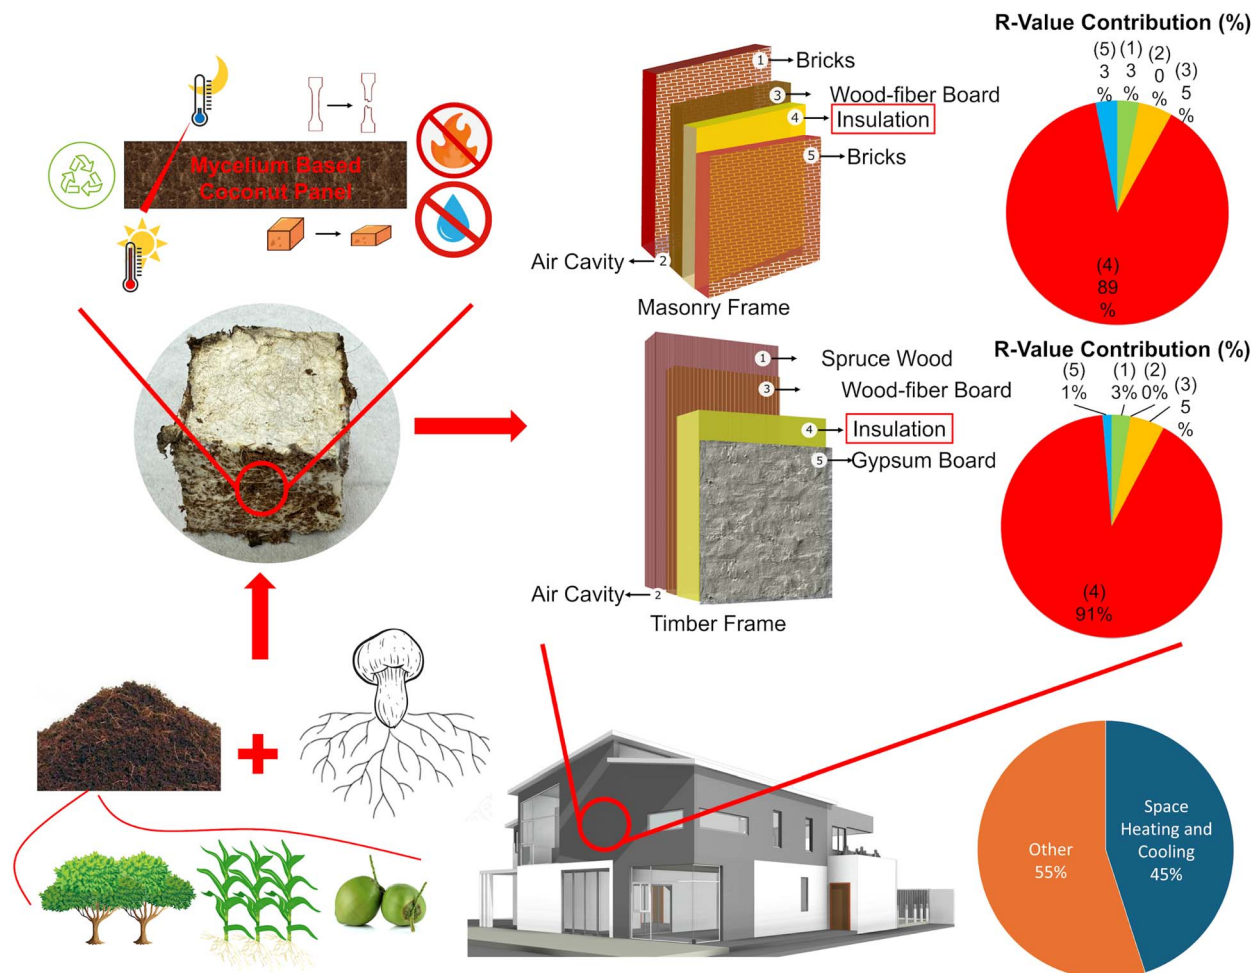 R-Value Contribution (%)
(5)
3
%
(1)
3
%
(2)
0
%
(3)
5
%
(4)
89
%
1
Bricks
3
Wood-fiber Board
4
Insulation
5
Bricks
Air Cavity
2
Masonry Frame
Mycelium Based
Coconut Panel
R-Value Contribution (%)
(5)
1%
(1)
3%
(2)
0%
(3)
5
%
(4)
91%
1
Spruce Wood
3
Wood-fiber Board
4
Insulation
5
Gypsum Board
Air Cavity
2
Timber Frame
Other
55%
Space
Heating and
Cooling
45%